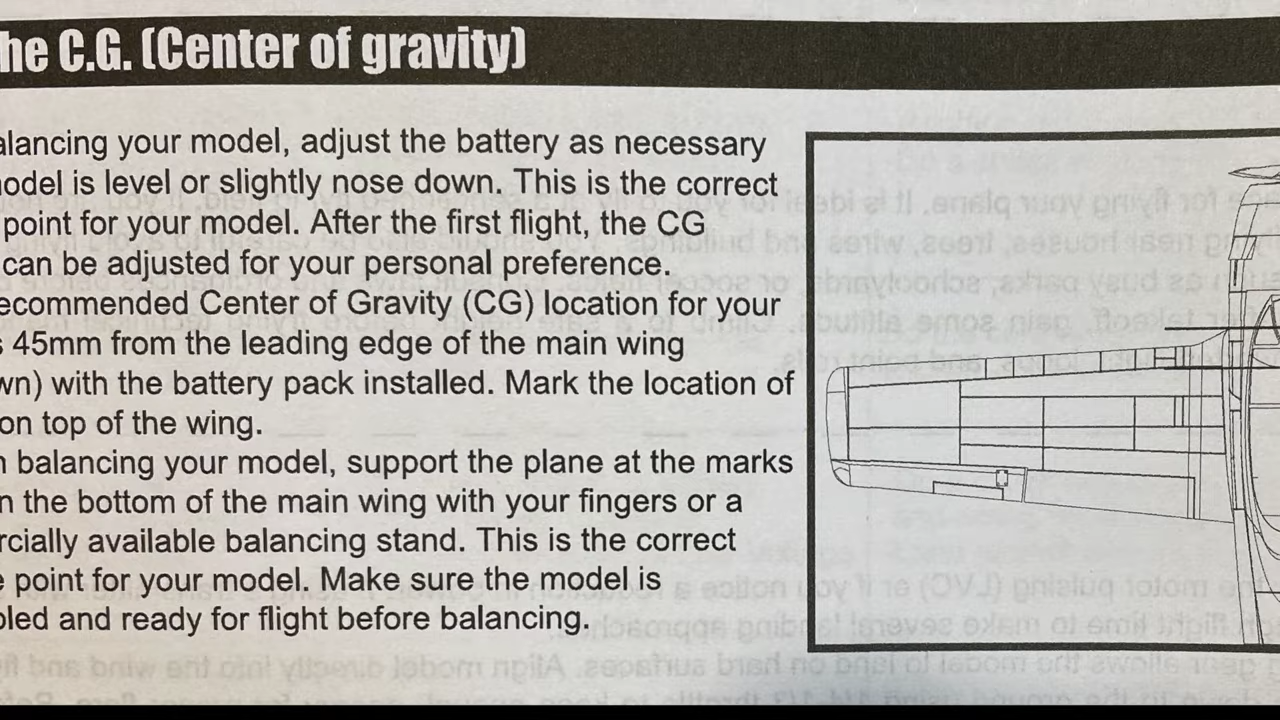 he C.G. (Center of gravity)
alancing your model, adjust the battery as necessary
odel is level or slightly nose down. This is the correct
point for your model. After the first flight, the CG
can be adjusted for your personal preference.
ecommended Center of Gravity (CG) location for your
s 45mm from the leading edge of the main wing
wn) with the battery pack installed. Mark the location of
on top of the wing.
n balancing your model, support the plane at the marks
n the bottom of the main wing with your fingers or a
rcially available balancing stand. This is the correct
e point for your model. Make sure the model is
bled and ready for flight before balancing.